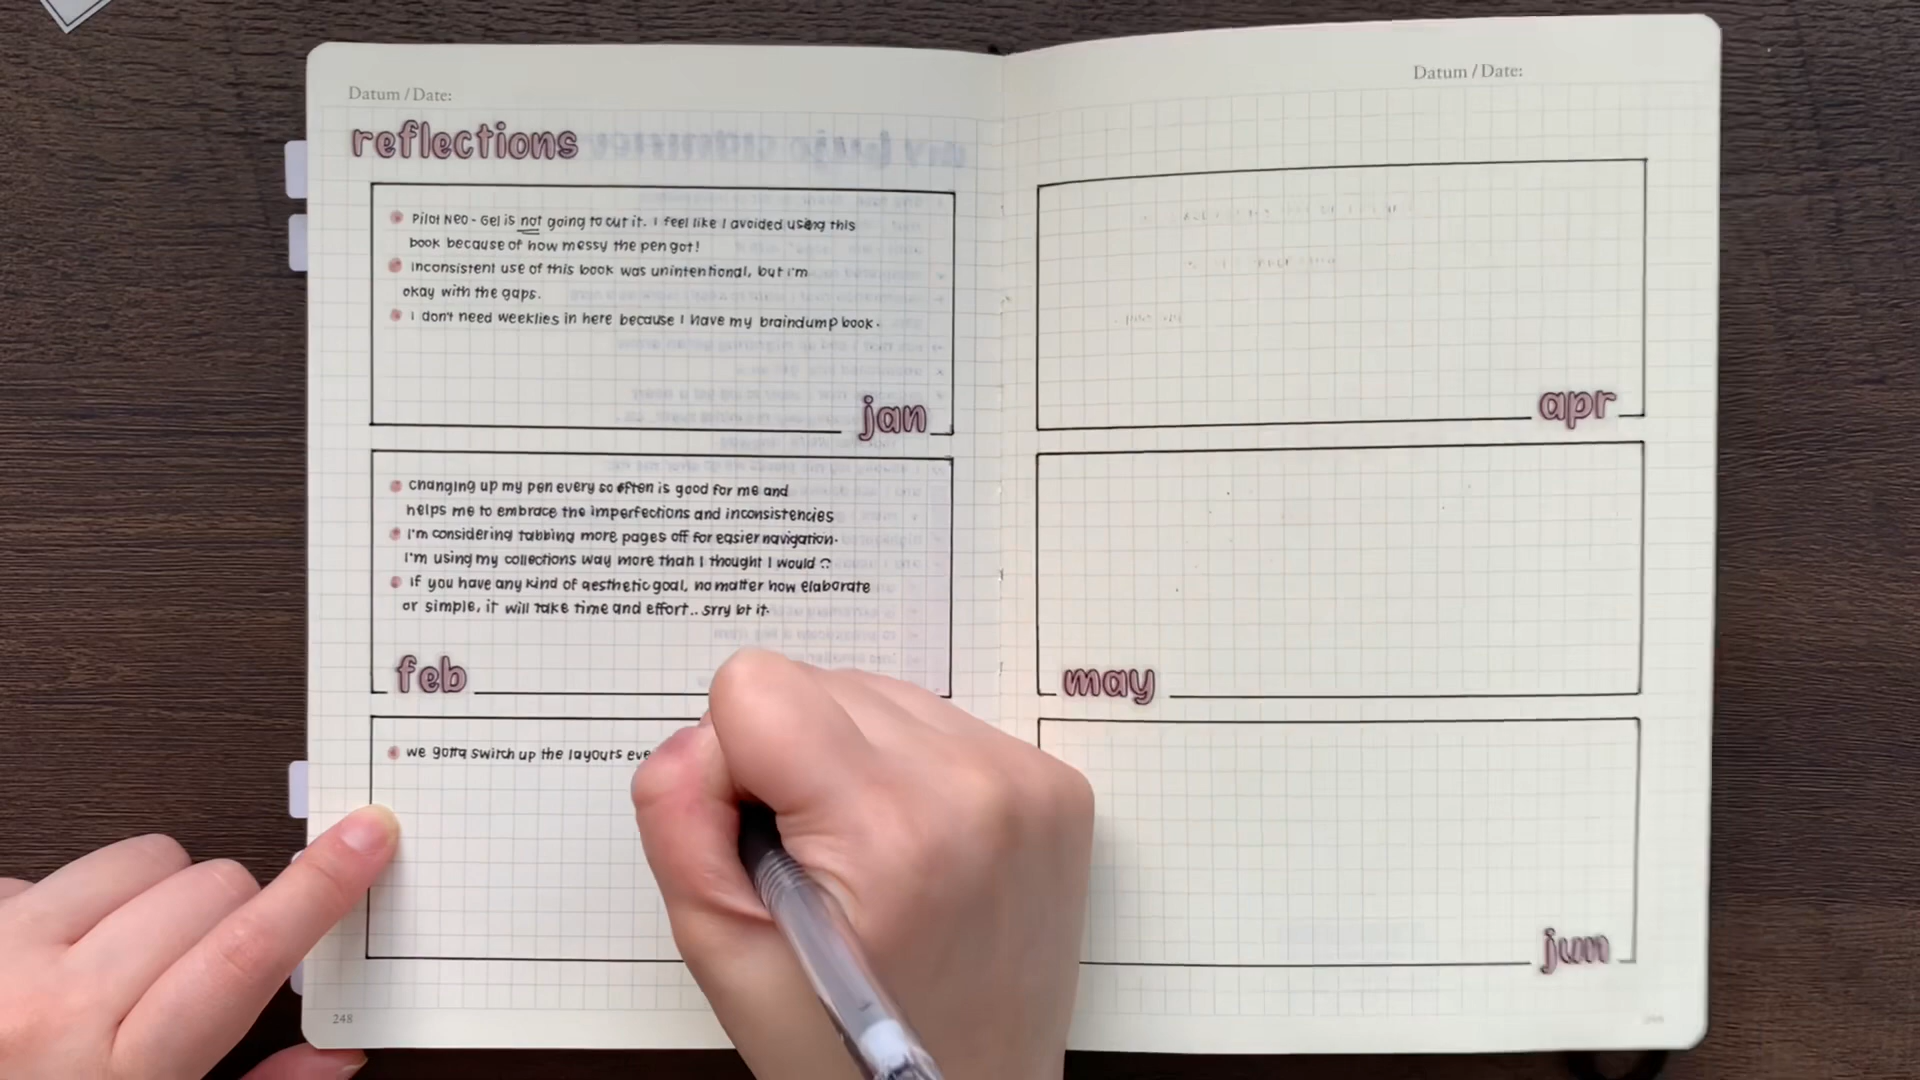 Datum / Date:
reflections
Pilot Neo - Gel is not going to cut it. I feel like I avoided using this
book because of how messy the pen got!
inconsistent use of this book was unintentional, but i'm
okay with the gaps.
I don't need weeklies in here because I have my braindump book.
jan
changing up my pen every so often is good for me and
helps me to embrace the imperfections and inconsistencies
I'm considering tabbing more pages off for easier navigation.
I'm using my collections way more than I thought I would
If you have any kind of aesthetic goal, no matter how elaborate
or simple, it will take time and effort.. srry bt it.
feb
we gotta switch up the layouts eve
248
Datum / Date:
apr
may
jun